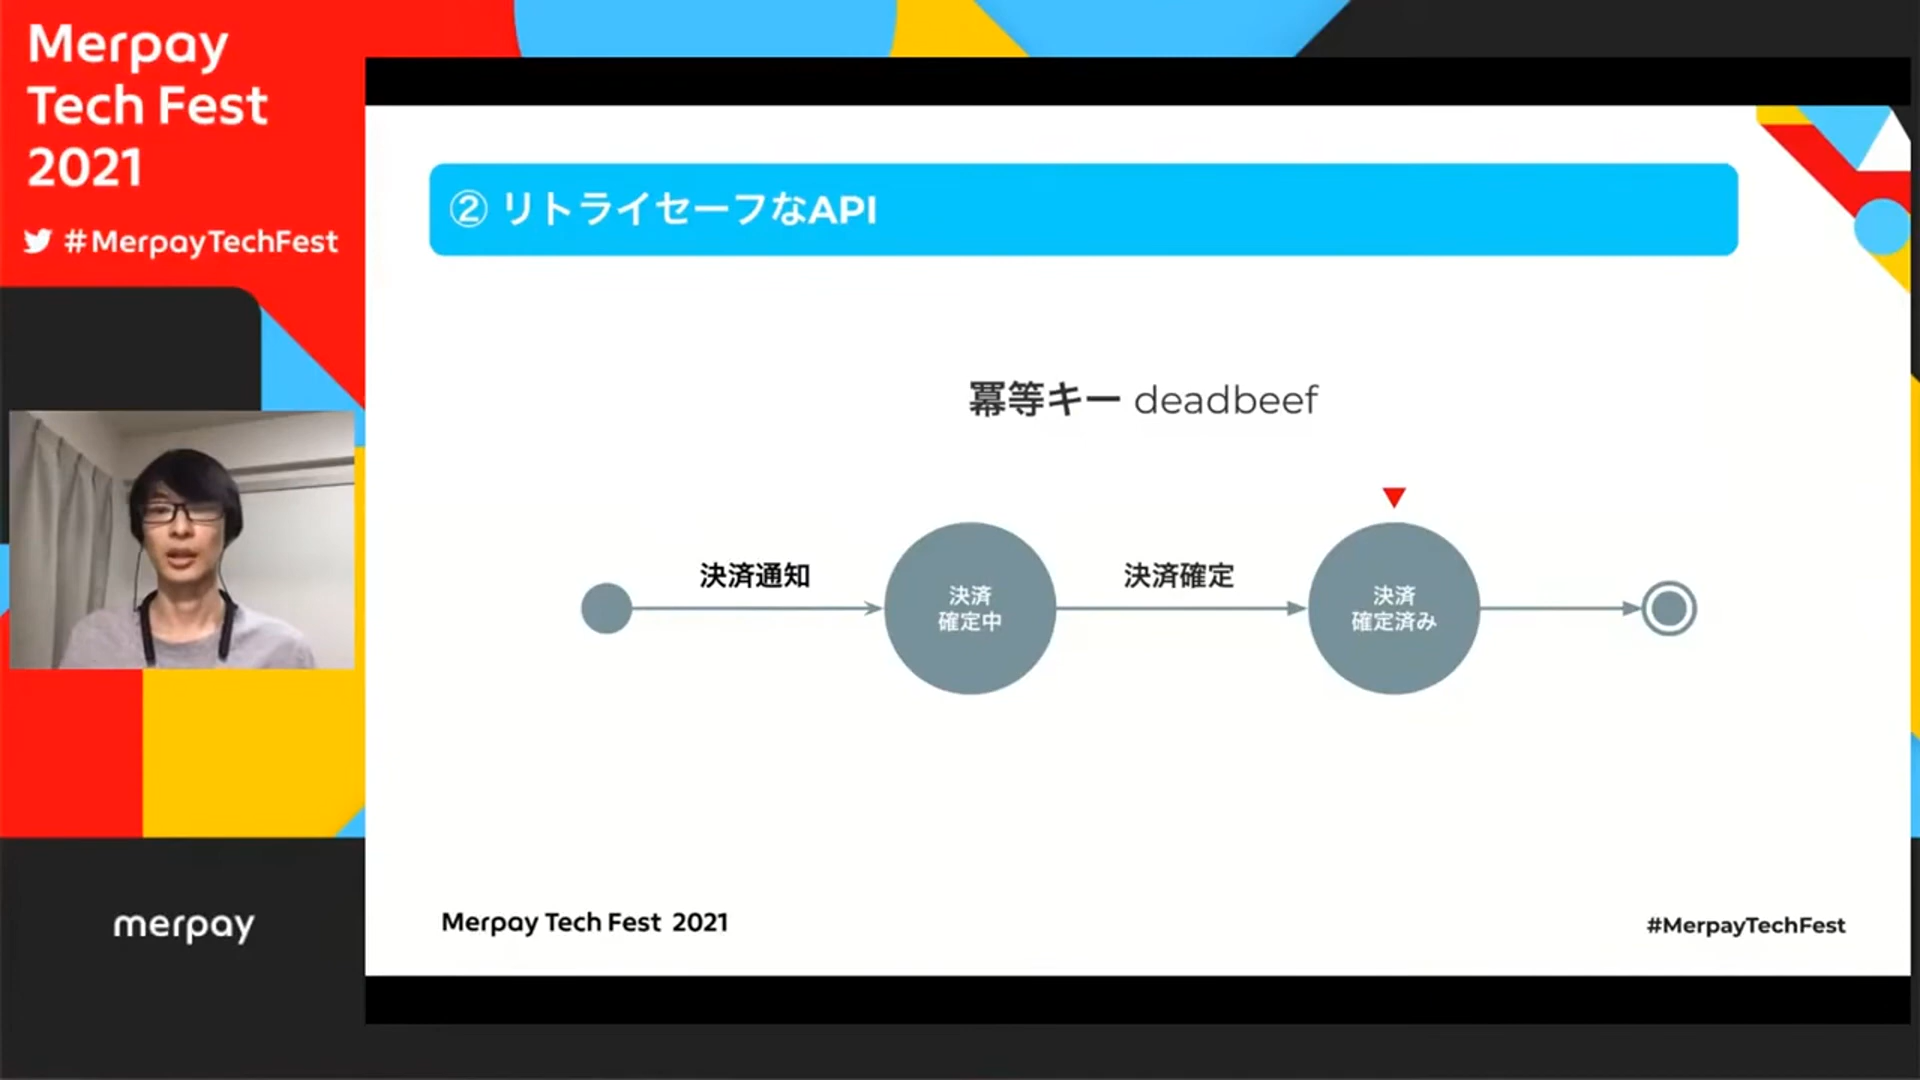 Merpay
Tech Fest
2021
#MerpayTechFest
② リトライセーフなAPI
冪等キー deadbeef
決済通知
決済
確定中
決済確定
決済
確定済み
merpay
Merpay Tech Fest 2021
#MerpayTechFest